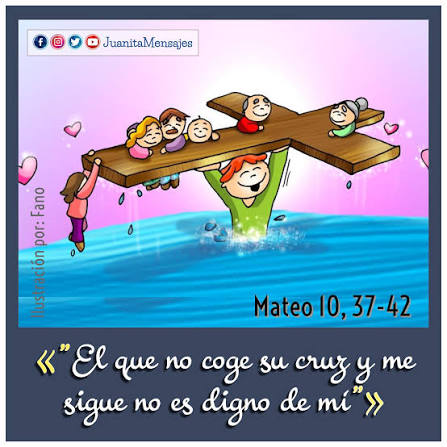 JuanitaMensajes
Ilustración por: Fano
Mateo 10, 37-42
«"El que no coge su cruz y me
sigue no es digno de mí"»